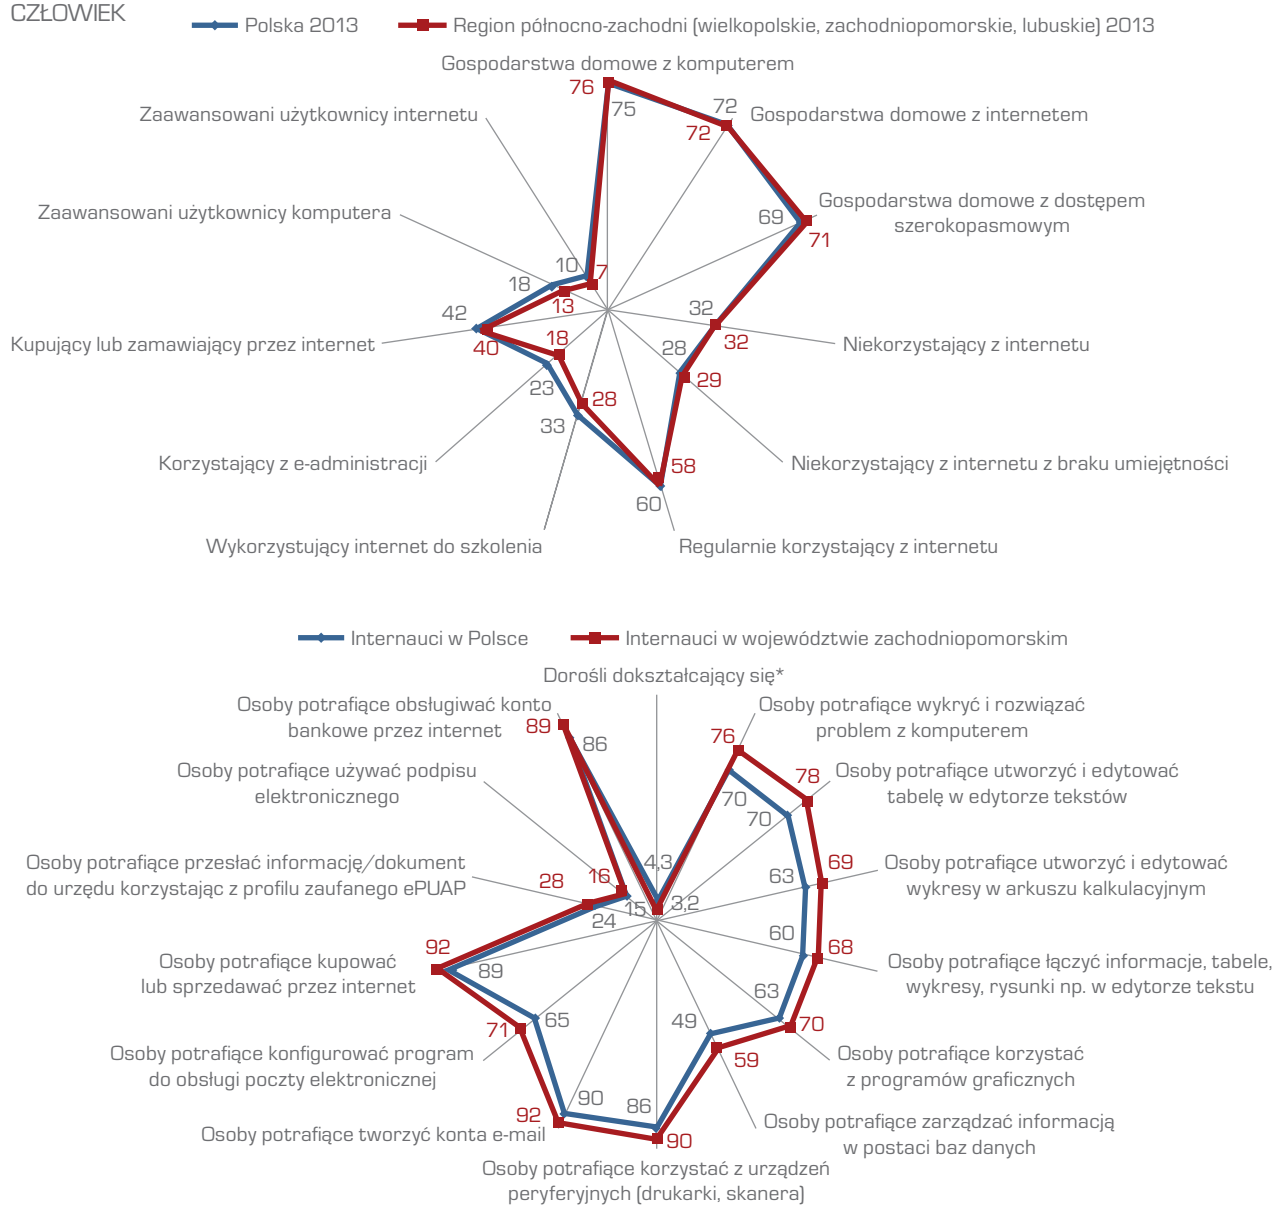 CZŁOWIEK
Polska 2013
Region północno-zachodni (wielkopolskie, zachodniopomorskie, lubuskie) 2013
Gospodarstwa domowe z komputerem
76
75
72
72
Gospodarstwa domowe z internetem
Zaawansowani użytkownicy internetu
Zaawansowani użytkownicy komputera
69
71
Gospodarstwa domowe z dostępem
szerokopasmowym
10
7
18
13
42
40
Kupujący lub zamawiający przez internet
32
32
Niekorzystający z internetu
18
23
28
29
28
33
Korzystający z e-administracji
58
60
Niekorzystający z internetu z braku umiejętności
Wykorzystujący internet do szkolenia
Regularnie korzystający z internetu
Internauci w Polsce
Internauci w województwie zachodniopomorskim
Dorośli dokształcający się*
Osoby potrafiące obsługiwać konto
bankowe przez internet
89
86
76
70
Osoby potrafiące wykryć i rozwiązać
problem z komputerem
Osoby potrafiące używać podpisu
elektronicznego
78
70
Osoby potrafiące utworzyć i edytować
tabelę w edytorze tekstów
Osoby potrafiące przesłać informację/dokument
do urzędu korzystając z profilu zaufanego ePUAP
28
24
16
15
4,3
3,2
63
69
Osoby potrafiące utworzyć i edytować
wykresy w arkuszu kalkulacyjnym
Osoby potrafiące kupować
lub sprzedawać przez internet
92
89
60
68
Osoby potrafiące łączyć informacje, tabele,
wykresy, rysunki np. w edytorze tekstu
Osoby potrafiące konfigurować program
do obsługi poczty elektronicznej
71
65
63
70
Osoby potrafiące korzystać
z programów graficznych
49
59
Osoby potrafiące tworzyć konta e-mail
92
90
86
90
Osoby potrafiące zarządzać informacją
w postaci baz danych
Osoby potrafiące korzystać z urządzeń
peryferyjnych (drukarki, skanera)